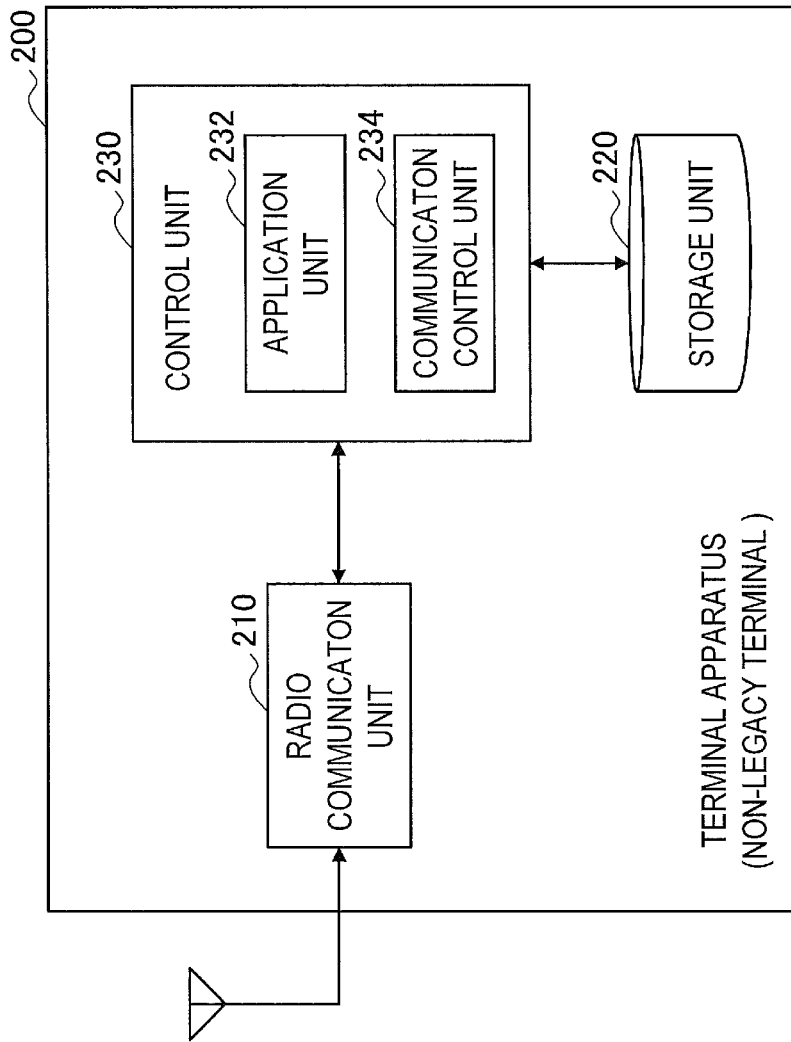 200
230
CONTROL UNIT
232
APPLICATION
UNIT
234
COMMUNICATON
CONTROL UNIT
210
RADIO
COMMUNICATON
UNIT
220
STORAGE UNIT
TERMINAL APPARATUS
(NON-LEGACY TERMINAL )